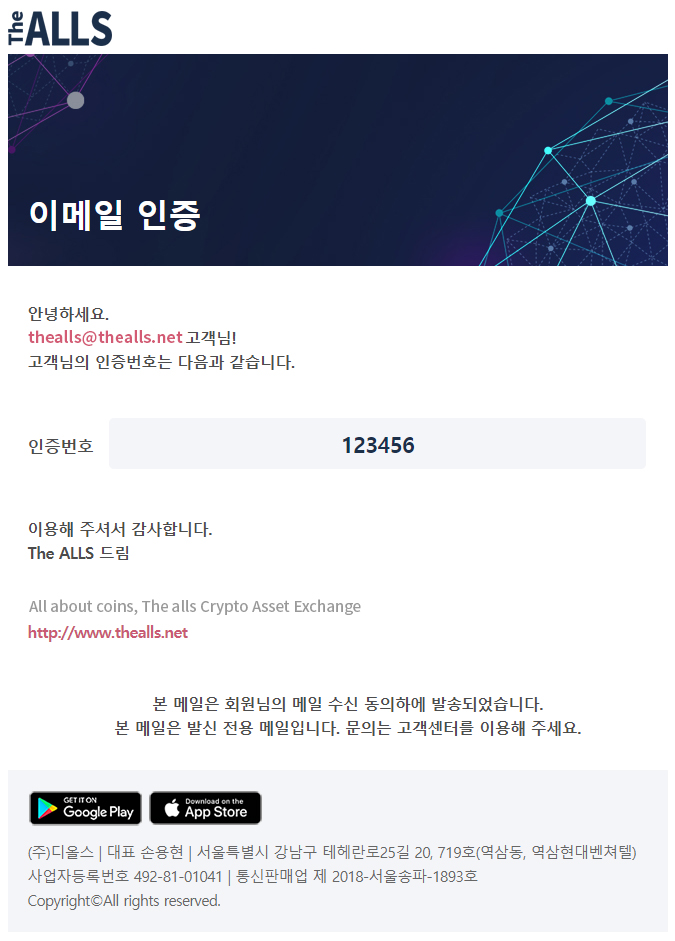 The ALLS
이메일 인증
안녕하세요.
thealls@thealls.net 고객님!
고객님의 인증번호는 다음과 같습니다.
인증번호 123456
이용해 주셔서 감사합니다.
The ALLS 드림
All about coins, The alls Crypto Asset Exchange
http://www.thealls.net
본 메일은 회원님의 메일 수신 동의하에 발송되었습니다.
본 메일은 발신 전용 메일입니다. 문의는 고객센터를 이용해 주세요.
GET IT ON Google Play
Download on the App Store
(주)디올스 | 대표 손용현 | 서울특별시 강남구 테헤란로25길 20, 719호(역삼동, 역삼현대벤쳐텔)
사업자등록번호 492-81-01041 | 통신판매업 제 2018-서울송파-1893호
Copyright©All rights reserved.